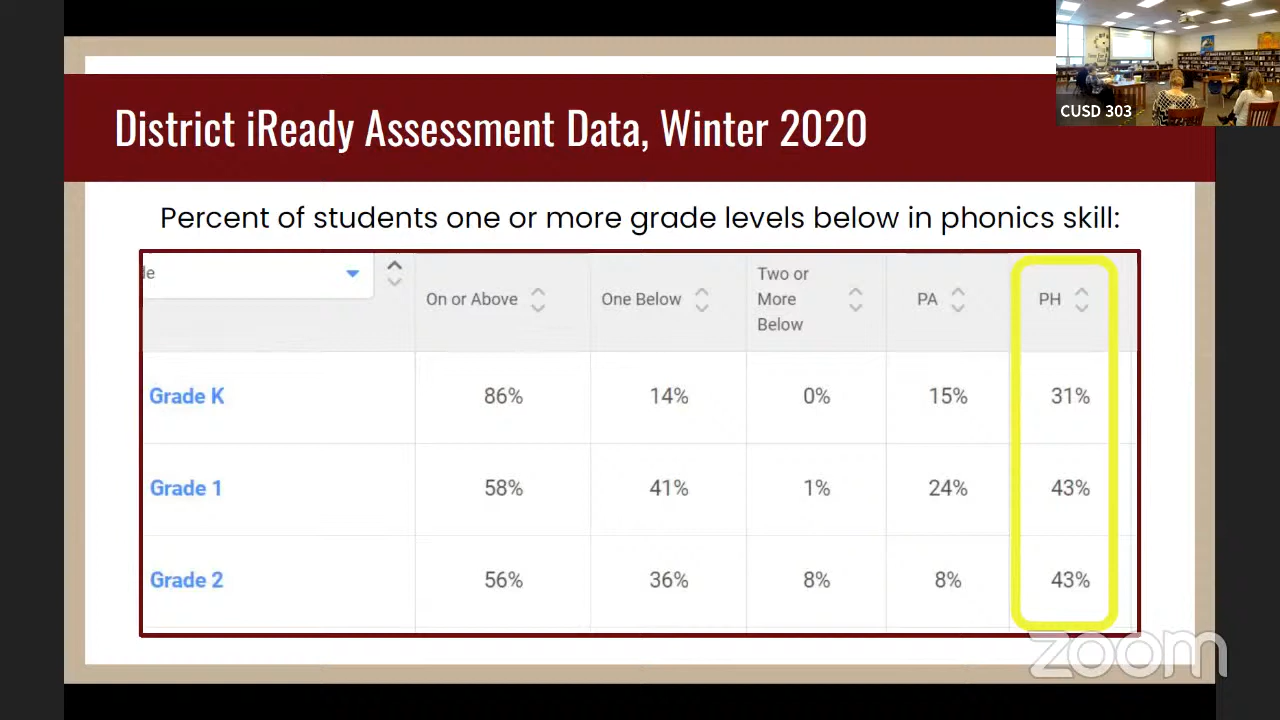 CUSD 303
District iReady Assessment Data, Winter 2020
Percent of students one or more grade levels below in phonics skill:
de
On or Above
One Below
Two or
More
Below
PA
PH
Grade K 86% 14% 0% 15% 31%
Grade 1 58% 41% 1% 24% 43%
Grade 2 56% 36% 8% 8% 43%
zoom